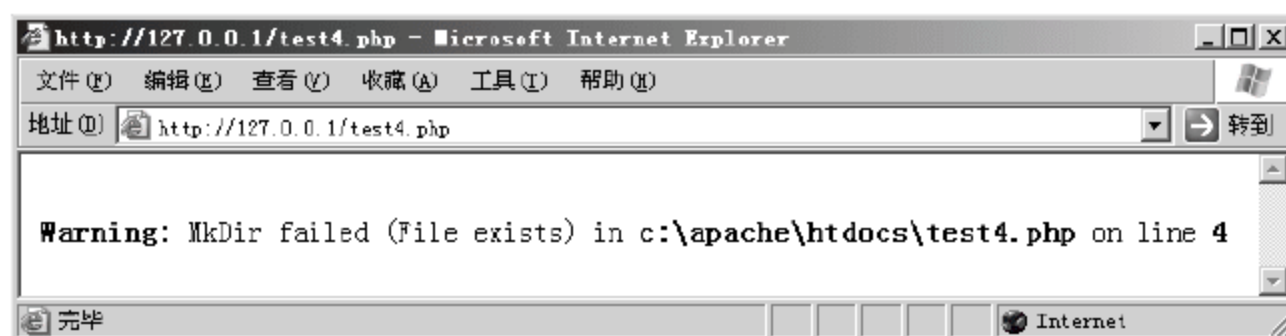 http://127.0.0.1/test4.php - Microsoft Internet Explorer
文件(F) 编辑(E) 查看(V) 收藏(A) 工具(T) 帮助(H)
地址(D) http://127.0.0.1/test4.php 转到
Warning: MkDir failed (File exists) in c:\apache\htdocs\test4.php on line 4
完毕 Internet